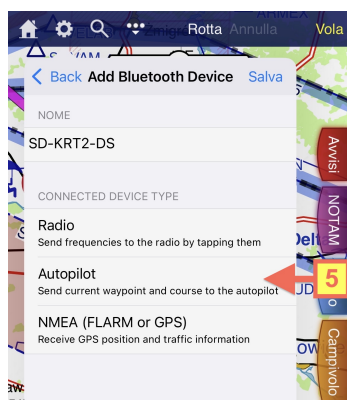 Rotta Annulla Vola
Back Add Bluetooth Device Salva
NOME
SD-KRT2-DS
CONNECTED DEVICE TYPE
Radio
Send frequencies to the radio by tapping them
Autopilot
Send current waypoint and course to the autopilot
NMEA (FLARM or GPS)
Receive GPS position and traffic information
Avvisi
NOTAM
5
Campivolo